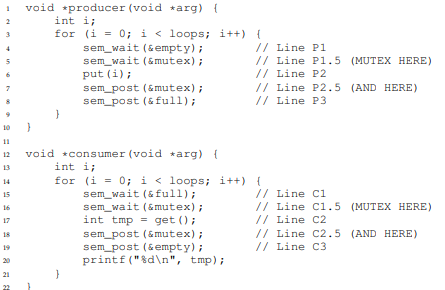 1 void *producer(void *arg) {
2 int i;
3 for (i = 0; i < loops; i++) {
4 sem_wait(&empty); // Line P1
5 sem_wait(&mutex); // Line P1.5 (MUTEX HERE)
6 put(i); // Line P2
7 sem_post(&mutex); // Line P2.5 (AND HERE)
8 sem_post(&full); // Line P3
9 }
10 }
11
12 void *consumer(void *arg) {
13 int i;
14 for (i = 0; i < loops; i++) {
15 sem_wait(&full); // Line C1
16 sem_wait(&mutex); // Line C1.5 (MUTEX HERE)
17 int tmp = get(); // Line C2
18 sem_post(&mutex); // Line C2.5 (AND HERE)
19 sem_post(&empty); // Line C3
20 printf("%d\n", tmp);
21 }
22 }